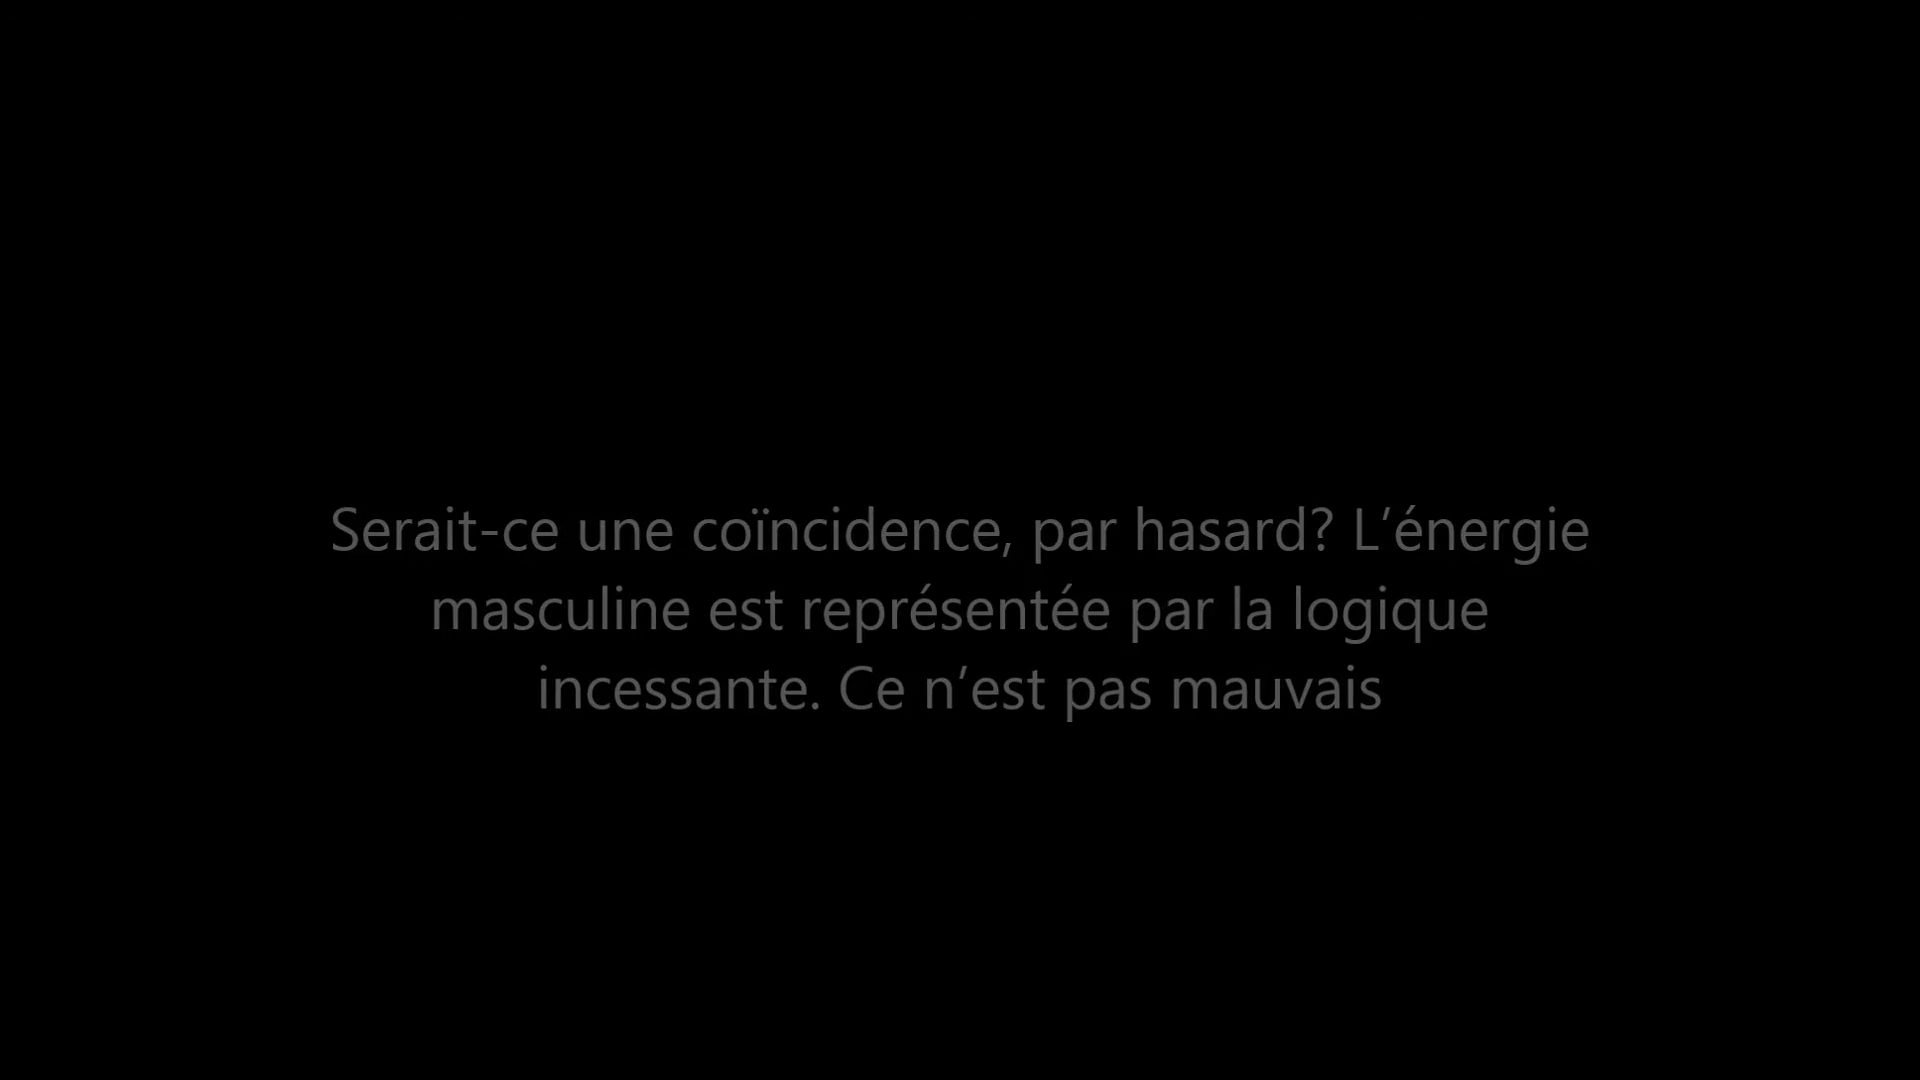 Serait-ce une coïncidence, par hasard? L’énergie
masculine est représentée par la logique
incessante. Ce n’est pas mauvais